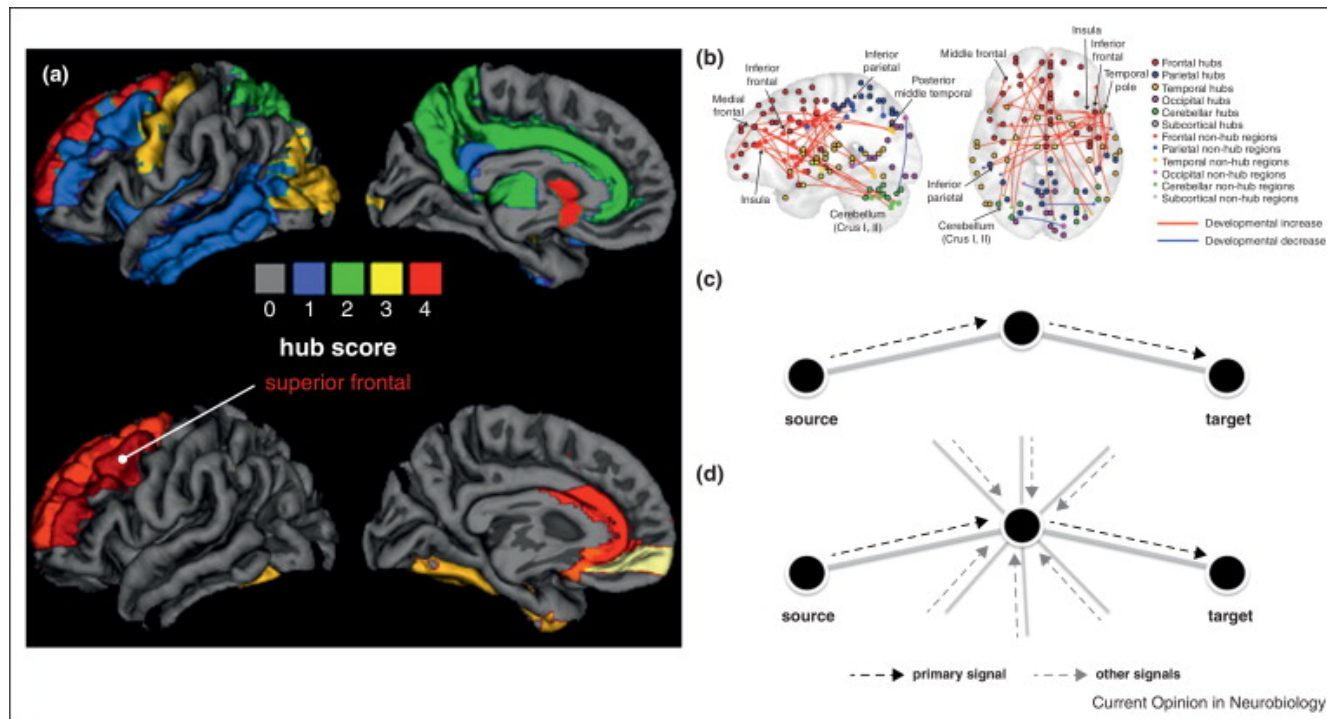 (a)
0 1 2 3 4
hub score
superior frontal
(b)
Inferior
frontal
Medial
frontal
Inferior
parietal
Posterior
middle temporal
Insula
Cerebellum
(Crus I, II)
Middle frontal
Insula
Inferior
frontal
Temporal
pole
Inferior
parietal
Cerebellum
(Crus I, II)
Frontal hubs
Parietal hubs
Temporal hubs
Occipital hubs
Cerebellar hubs
Subcortical hubs
Frontal non-hub regions
Parietal non-hub regions
Temporal non-hub regions
Occipital non-hub regions
Cerebellar non-hub regions
Subcortical non-hub regions
Developmental increase
Developmental decrease
(c)
source
target
(d)
source
target
primary signal
other signals
Current Opinion in Neurobiology